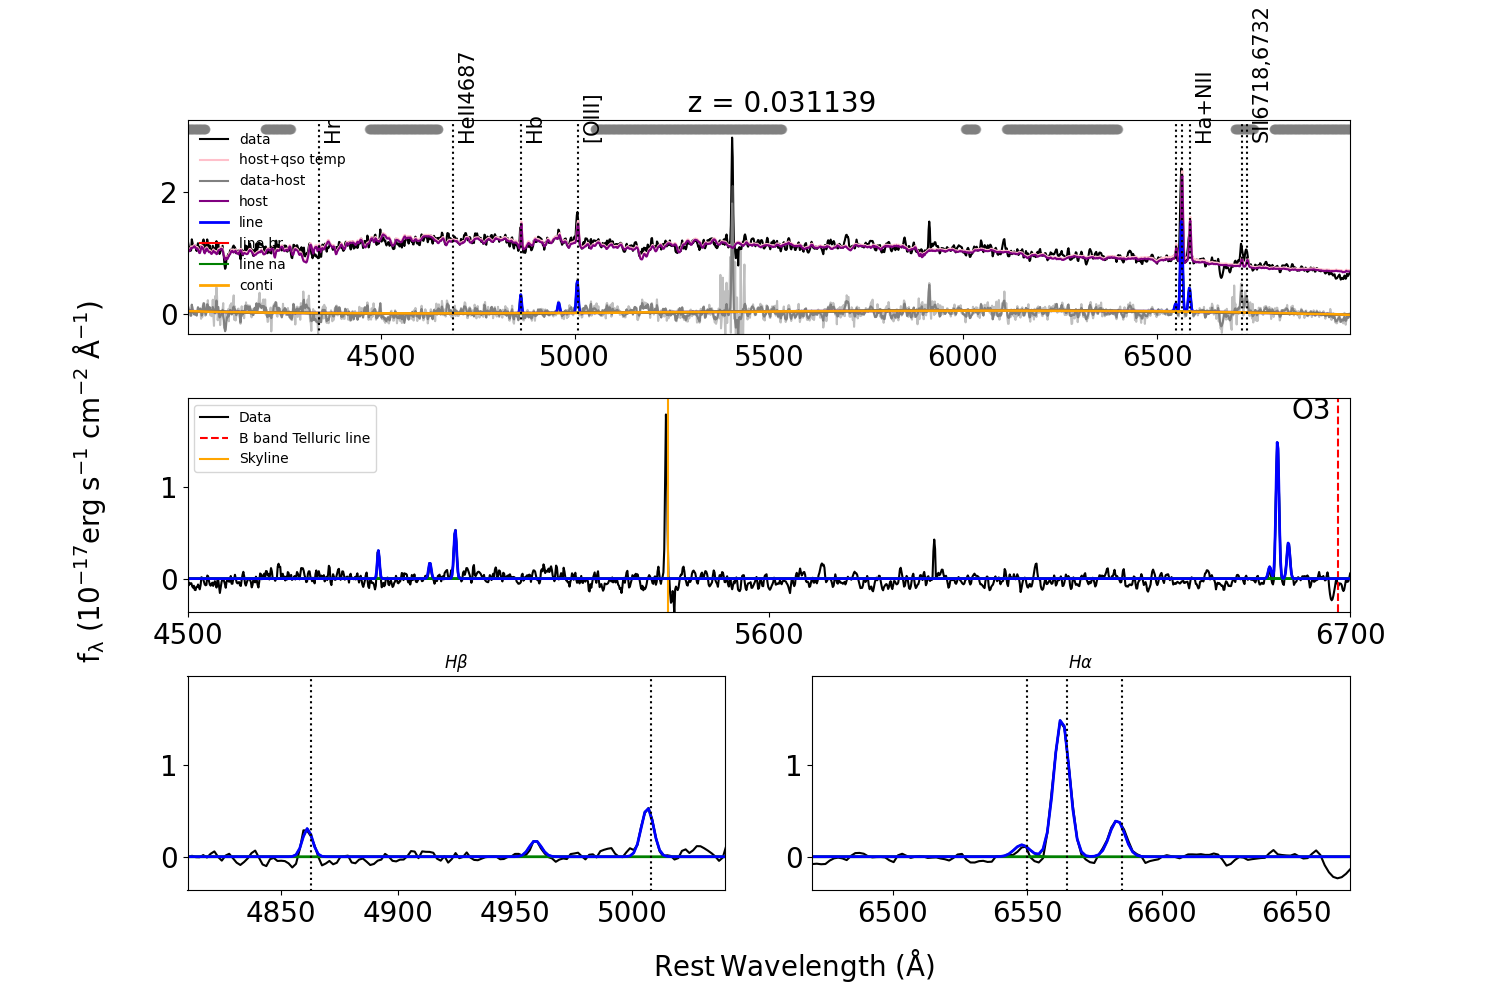 z = 0.031139
Hr
HeII4687
Hb
[OIII]
Ha+NII
SII6718,6732
data
host+qso temp
data-host
host
line
line br
line na
conti
2
0
4500
5000
5500
6000
6500
fλ (10⁻¹⁷erg s⁻¹ cm⁻² Å⁻¹)
Data
B band Telluric line
Skyline
O3
1
0
4500
5600
6700
Hβ
1
0
4850
4900
4950
5000
Hα
1
0
6500
6550
6600
6650
Rest Wavelength (Å)